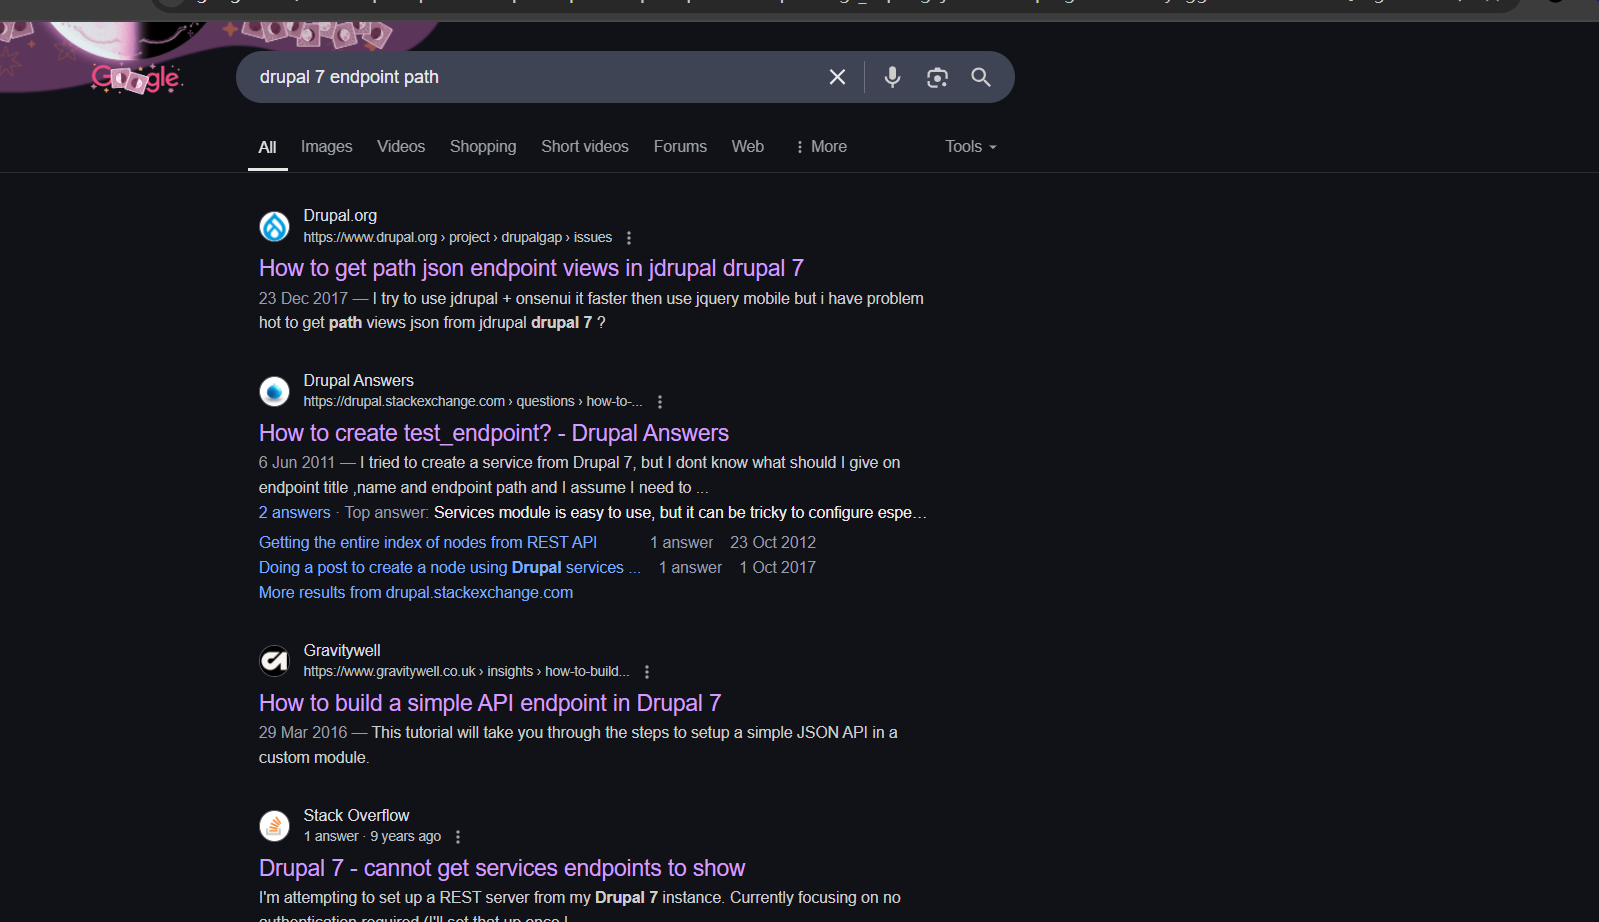 Google
drupal 7 endpoint path
All Images Videos Shopping Short videos Forums Web More Tools
Drupal.org
https://www.drupal.org › project › drupalgap › issues
How to get path json endpoint views in jdrupal drupal 7
23 Dec 2017 — I try to use jdrupal + onsenui it faster then use jquery mobile but i have problem
hot to get path views json from jdrupal drupal 7 ?
Drupal Answers
https://drupal.stackexchange.com › questions › how-to-...
How to create test_endpoint? - Drupal Answers
6 Jun 2011 — I tried to create a service from Drupal 7, but I dont know what should I give on
endpoint title ,name and endpoint path and I assume I need to ...
2 answers · Top answer: Services module is easy to use, but it can be tricky to configure espe...
Getting the entire index of nodes from REST API 1 answer 23 Oct 2012
Doing a post to create a node using Drupal services ... 1 answer 1 Oct 2017
More results from drupal.stackexchange.com
Gravitywell
https://www.gravitywell.co.uk › insights › how-to-build...
How to build a simple API endpoint in Drupal 7
29 Mar 2016 — This tutorial will take you through the steps to setup a simple JSON API in a
custom module.
Stack Overflow
1 answer · 9 years ago
Drupal 7 - cannot get services endpoints to show
I'm attempting to set up a REST server from my Drupal 7 instance. Currently focusing on no
authentication required (I'll set that up once I